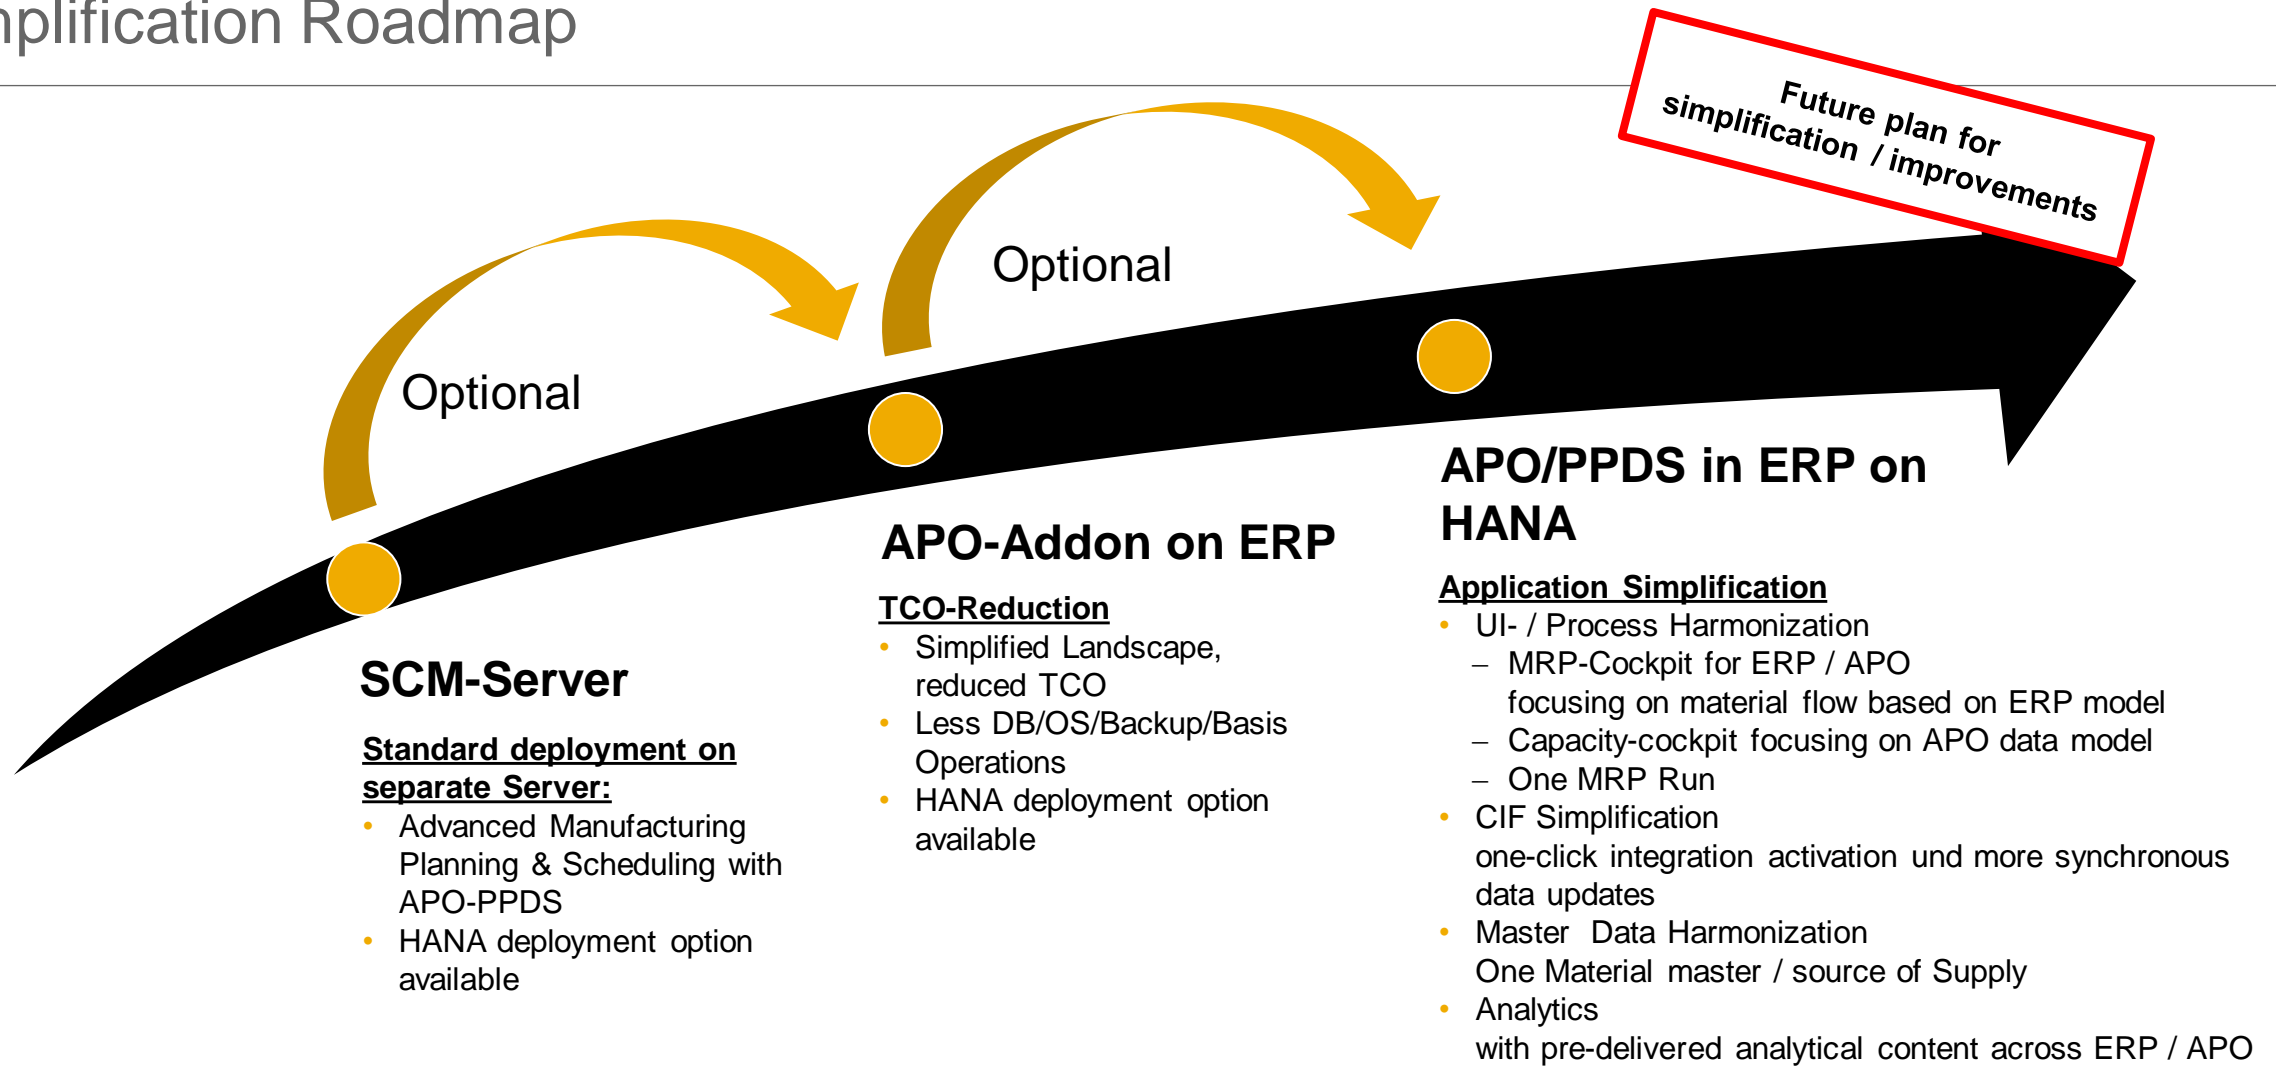 mplification Roadmap
Future plan for
simplification / improvements
Optional
Optional
SCM-Server
Standard deployment on
separate Server:
• Advanced Manufacturing
Planning & Scheduling with
APO-PPDS
• HANA deployment option
available
APO-Addon on ERP
TCO-Reduction
• Simplified Landscape,
reduced TCO
• Less DB/OS/Backup/Basis
Operations
• HANA deployment option
available
APO/PPDS in ERP on
HANA
Application Simplification
• UI- / Process Harmonization
– MRP-Cockpit for ERP / APO
focusing on material flow based on ERP model
– Capacity-cockpit focusing on APO data model
– One MRP Run
• CIF Simplification
one-click integration activation und more synchronous
data updates
• Master Data Harmonization
One Material master / source of Supply
• Analytics
with pre-delivered analytical content across ERP / APO